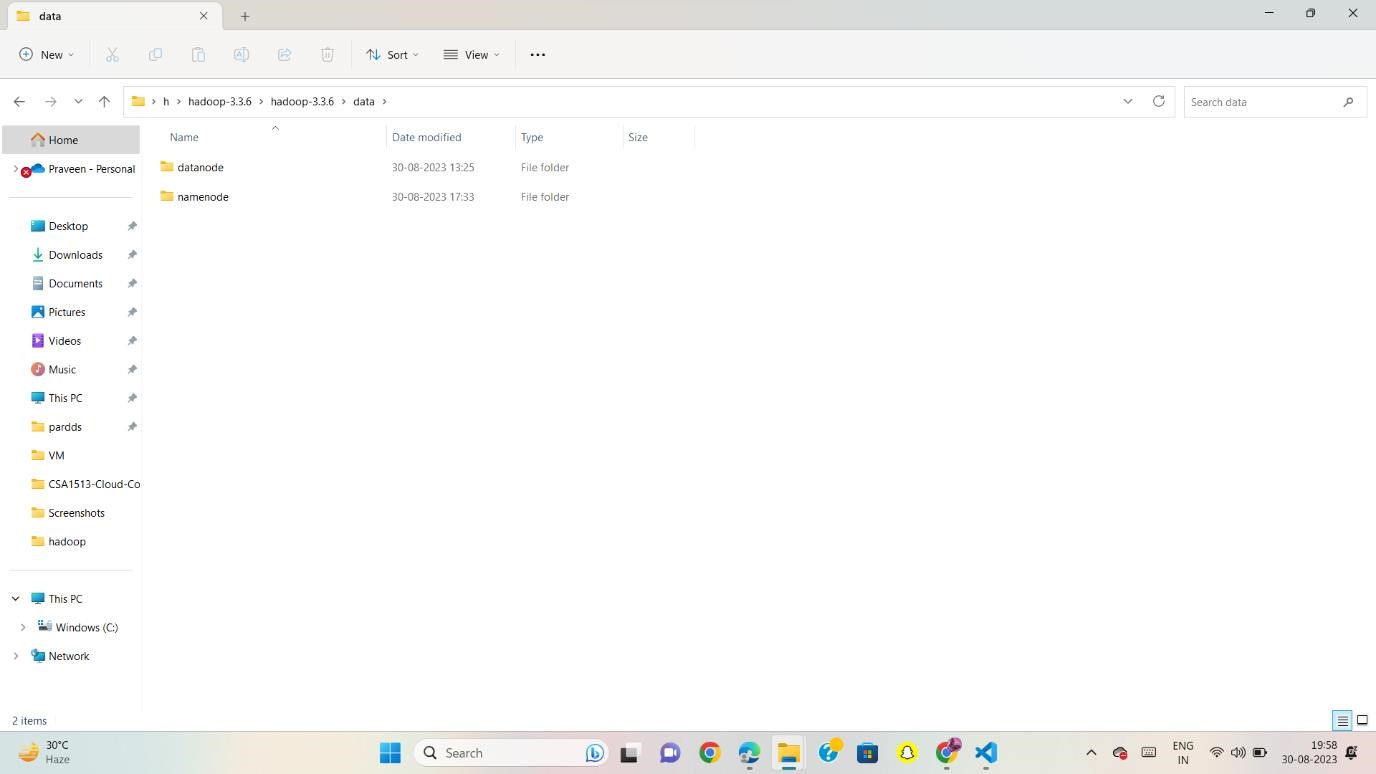 data
New
Sort
View
h > hadoop-3.3.6 > hadoop-3.3.6 > data >
Search data
Home
Praveen - Personal
Desktop
Downloads
Documents
Pictures
Videos
Music
This PC
pardds
VM
CSA1513-Cloud-Co
Screenshots
hadoop
This PC
Windows (C:)
Network
Name Date modified Type Size
datanode 30-08-2023 13:25 File folder
namenode 30-08-2023 17:33 File folder
2 items
30°C
Haze
Search
ENG
IN
19:58
30-08-2023